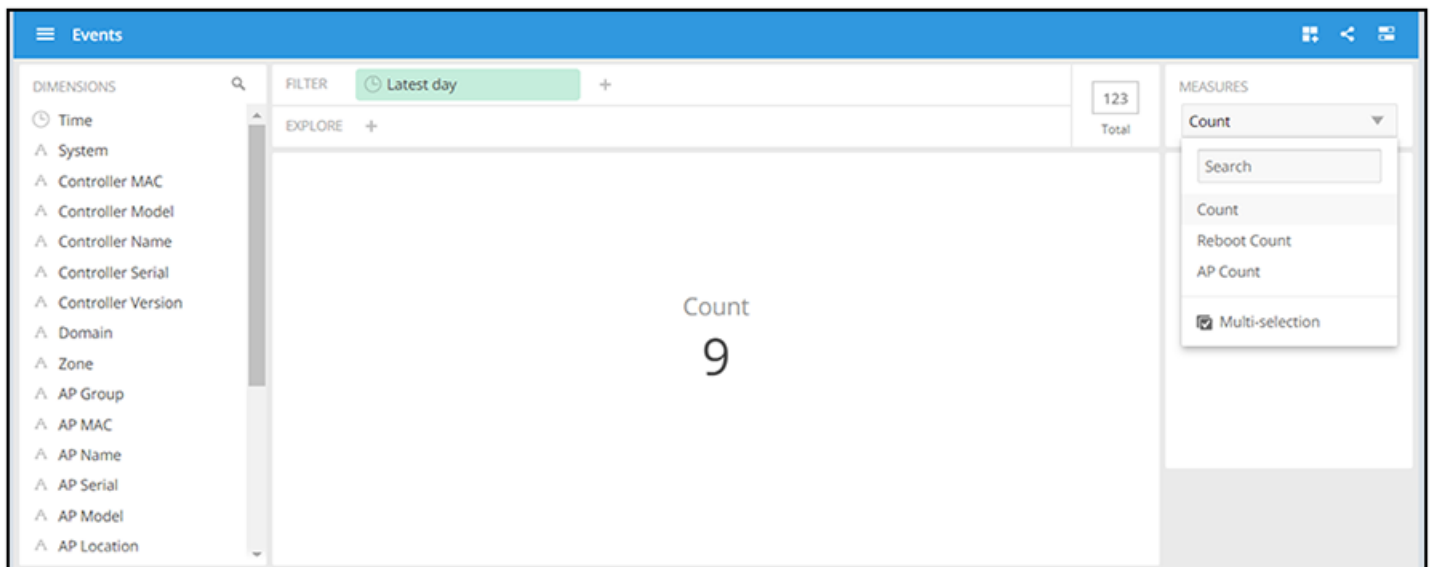 Events
DIMENSIONS
Time
System
Controller MAC
Controller Model
Controller Name
Controller Serial
Controller Version
Domain
Zone
AP Group
AP MAC
AP Name
AP Serial
AP Model
AP Location
FILTER Latest day +
EXPLORE +
123
Total
Count
9
MEASURES
Count
Search
Count
Reboot Count
AP Count
Multi-selection